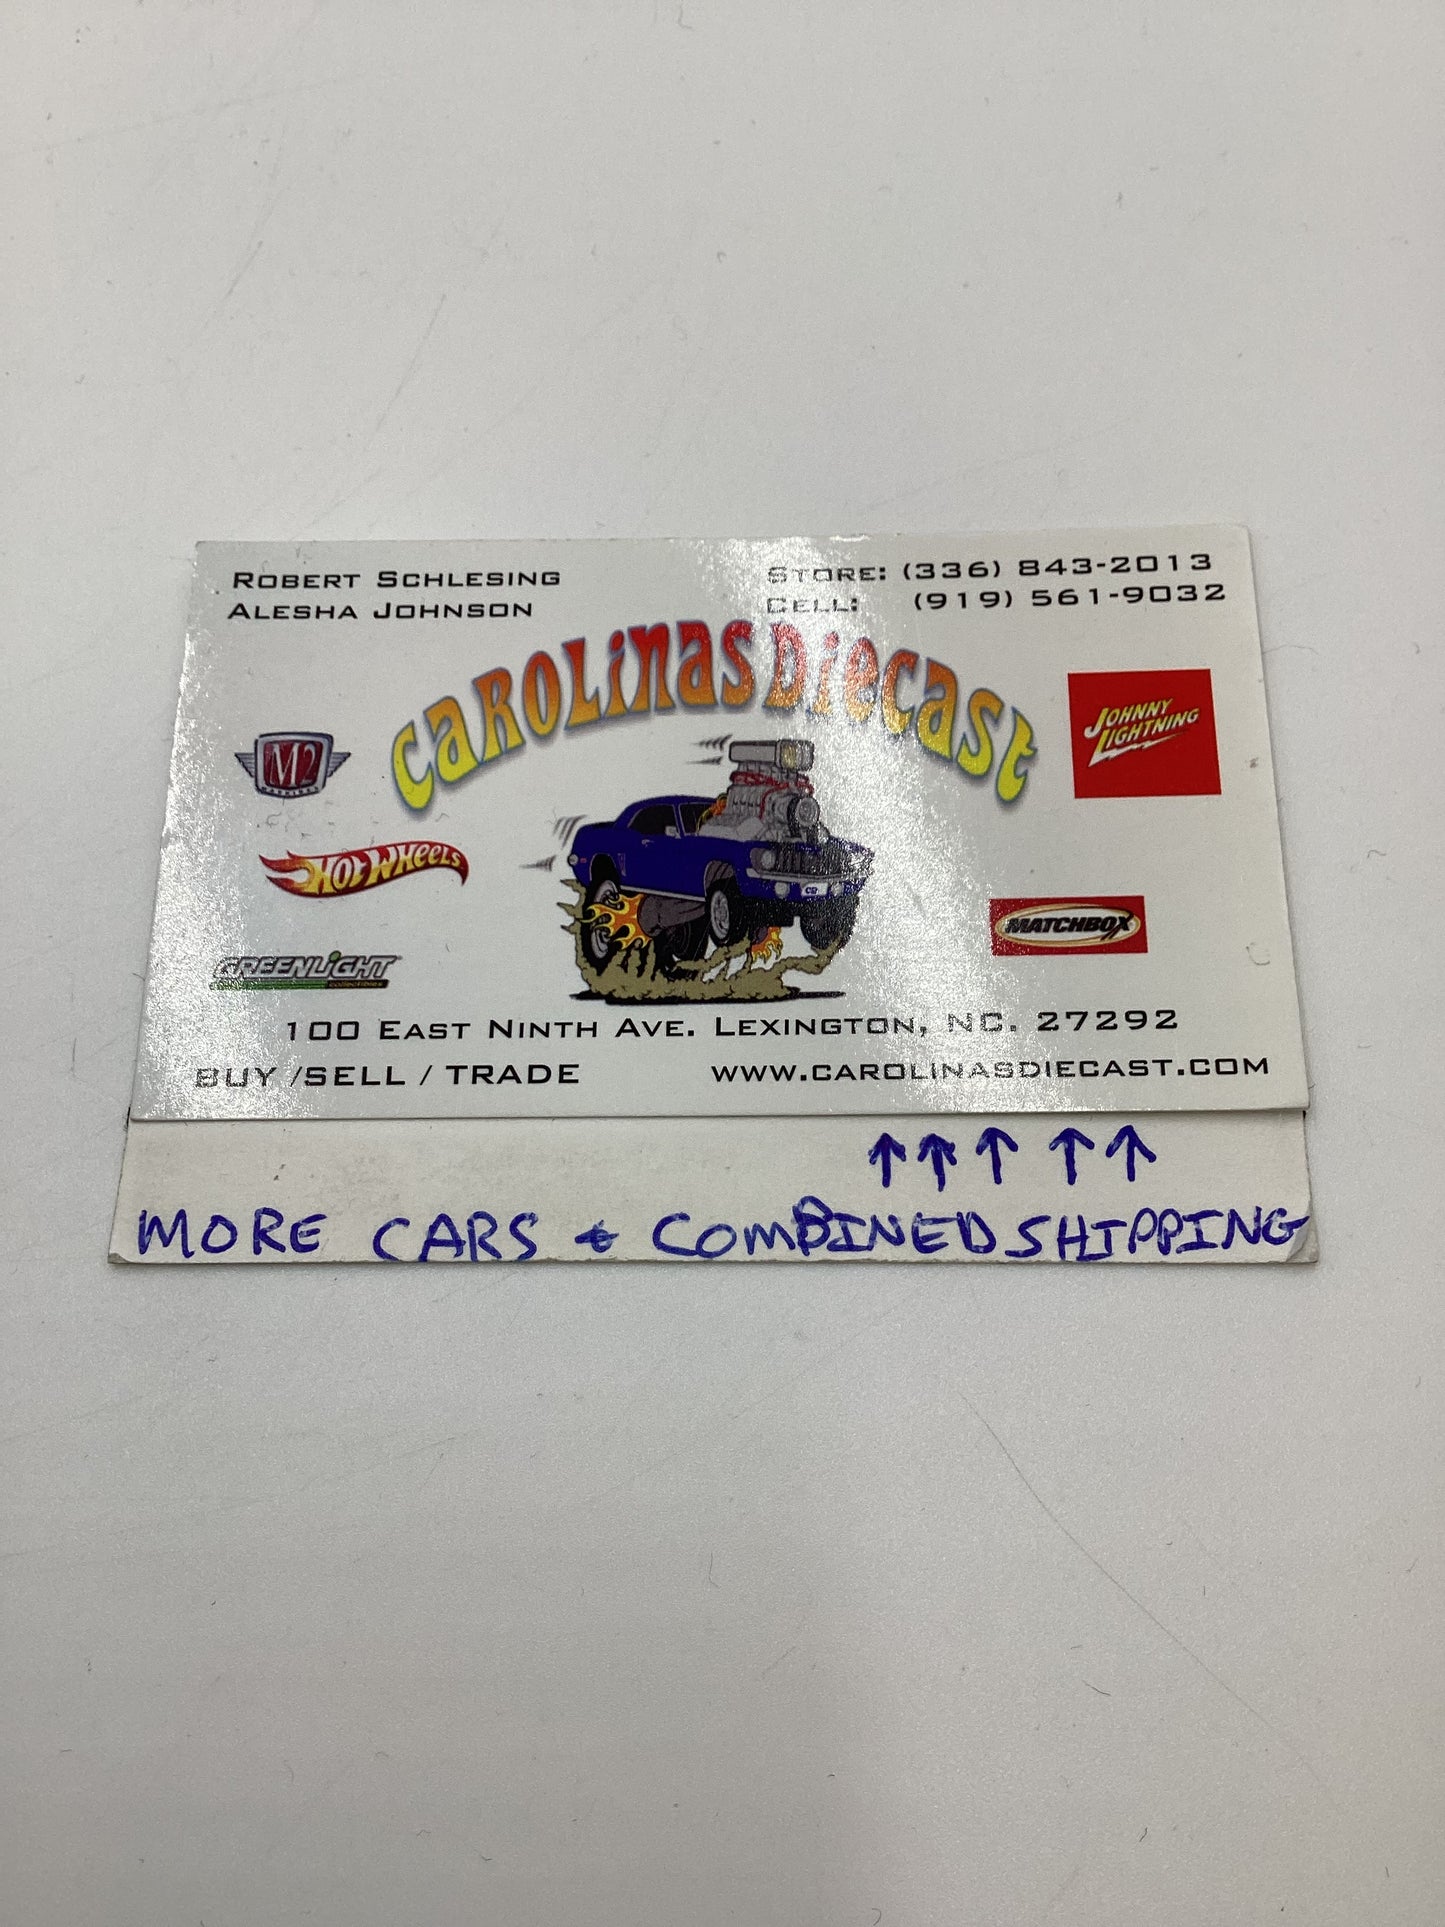 ROBERT SCHLESING
ALESHA JOHNSON
STORE: (336) 843-2013
CELL: (919) 561-9032
CAROLINAS DIECAST
M2
MACHINES
HOT WHEELS
GREENLIGHT
collectibles
JOHNNY
LIGHTNING
MATCHBOX
100 EAST NINTH AVE. LEXINGTON, NC. 27292
BUY /SELL / TRADE
WWW.CAROLINASDIECAST.COM
↑↑↑↑↑
MORE CARS & COMBINED SHIPPING